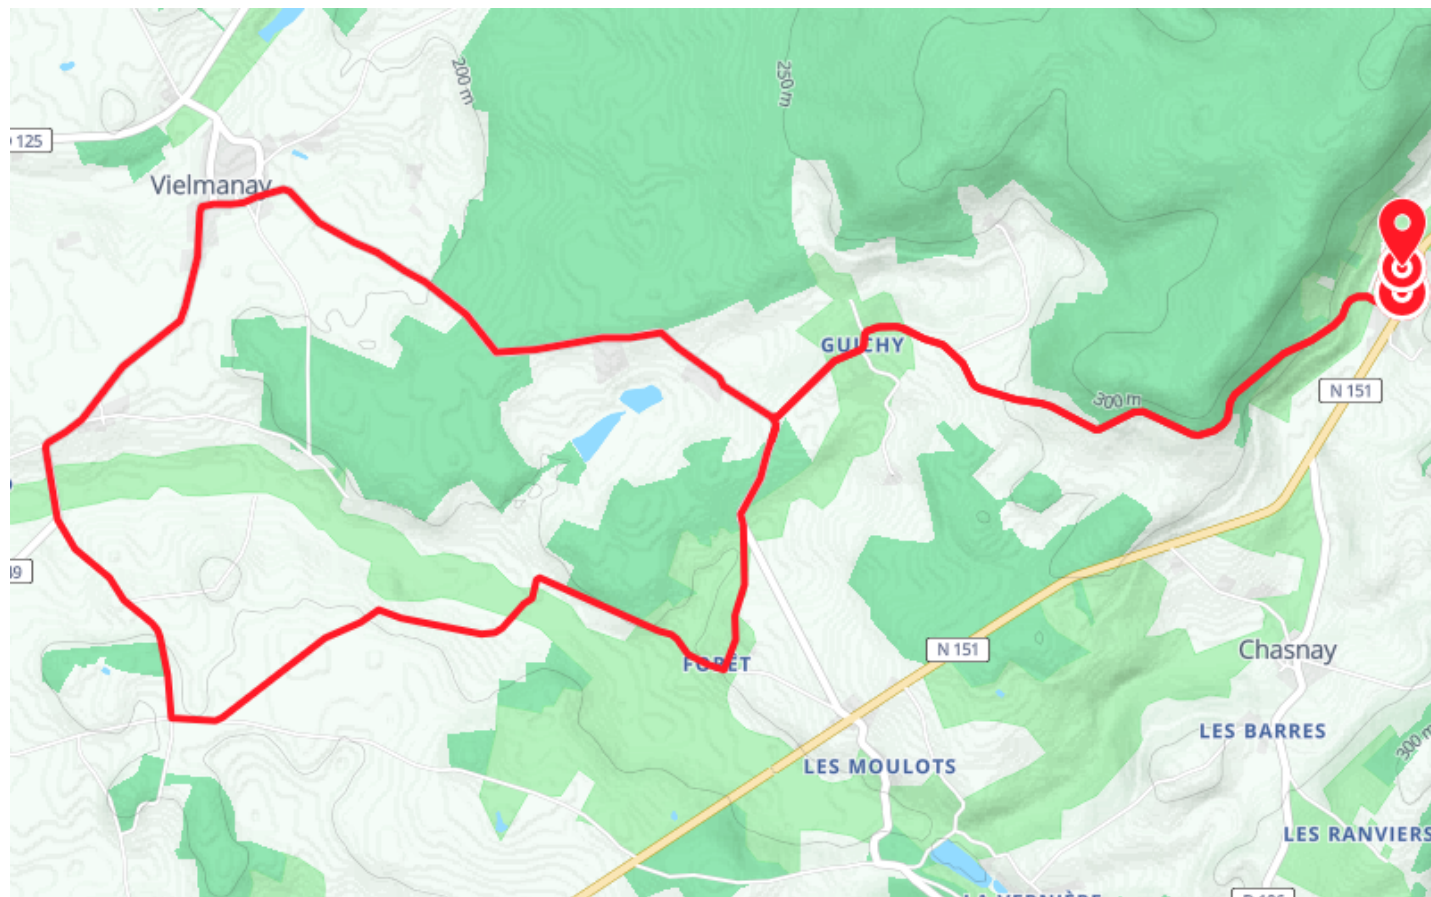 200 m
250 m
125
Vielmanay
GUICHY
N 151
300 m
N 151
FORÊT
Chasnay
LES BARRES
300 m
LES MOULOTS
LES RANVIERS